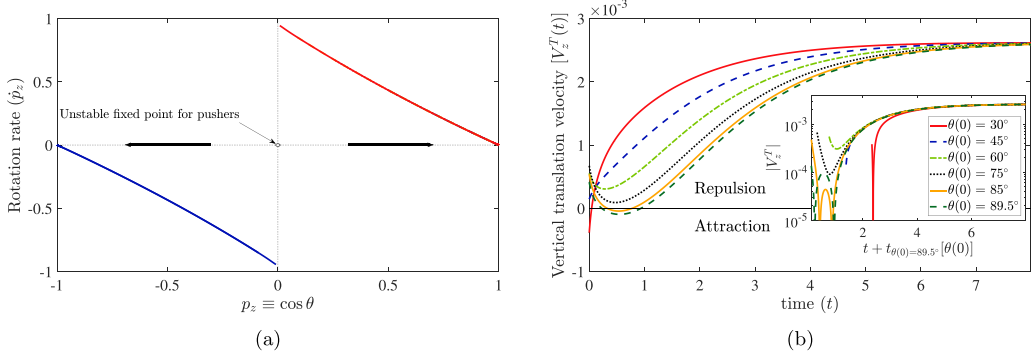 1
0.5
0
-0.5
-1
Rotation rate (ṗ_z)
Unstable fixed point for pushers
-1 -0.5 0 0.5 1
p_z ≡ cos θ
(a)
×10⁻³
3
2
1
0
-1
Vertical translation velocity [V_z^T(t)]
Repulsion
Attraction
0 1 2 3 4 5 6 7
time (t)
10⁻³
10⁻⁴
10⁻⁵
|V_z^T|
θ(0) = 30°
θ(0) = 45°
θ(0) = 60°
θ(0) = 75°
θ(0) = 85°
θ(0) = 89.5°
2 4 6
t + t_{θ(0)=89.5°}[θ(0)]
(b)